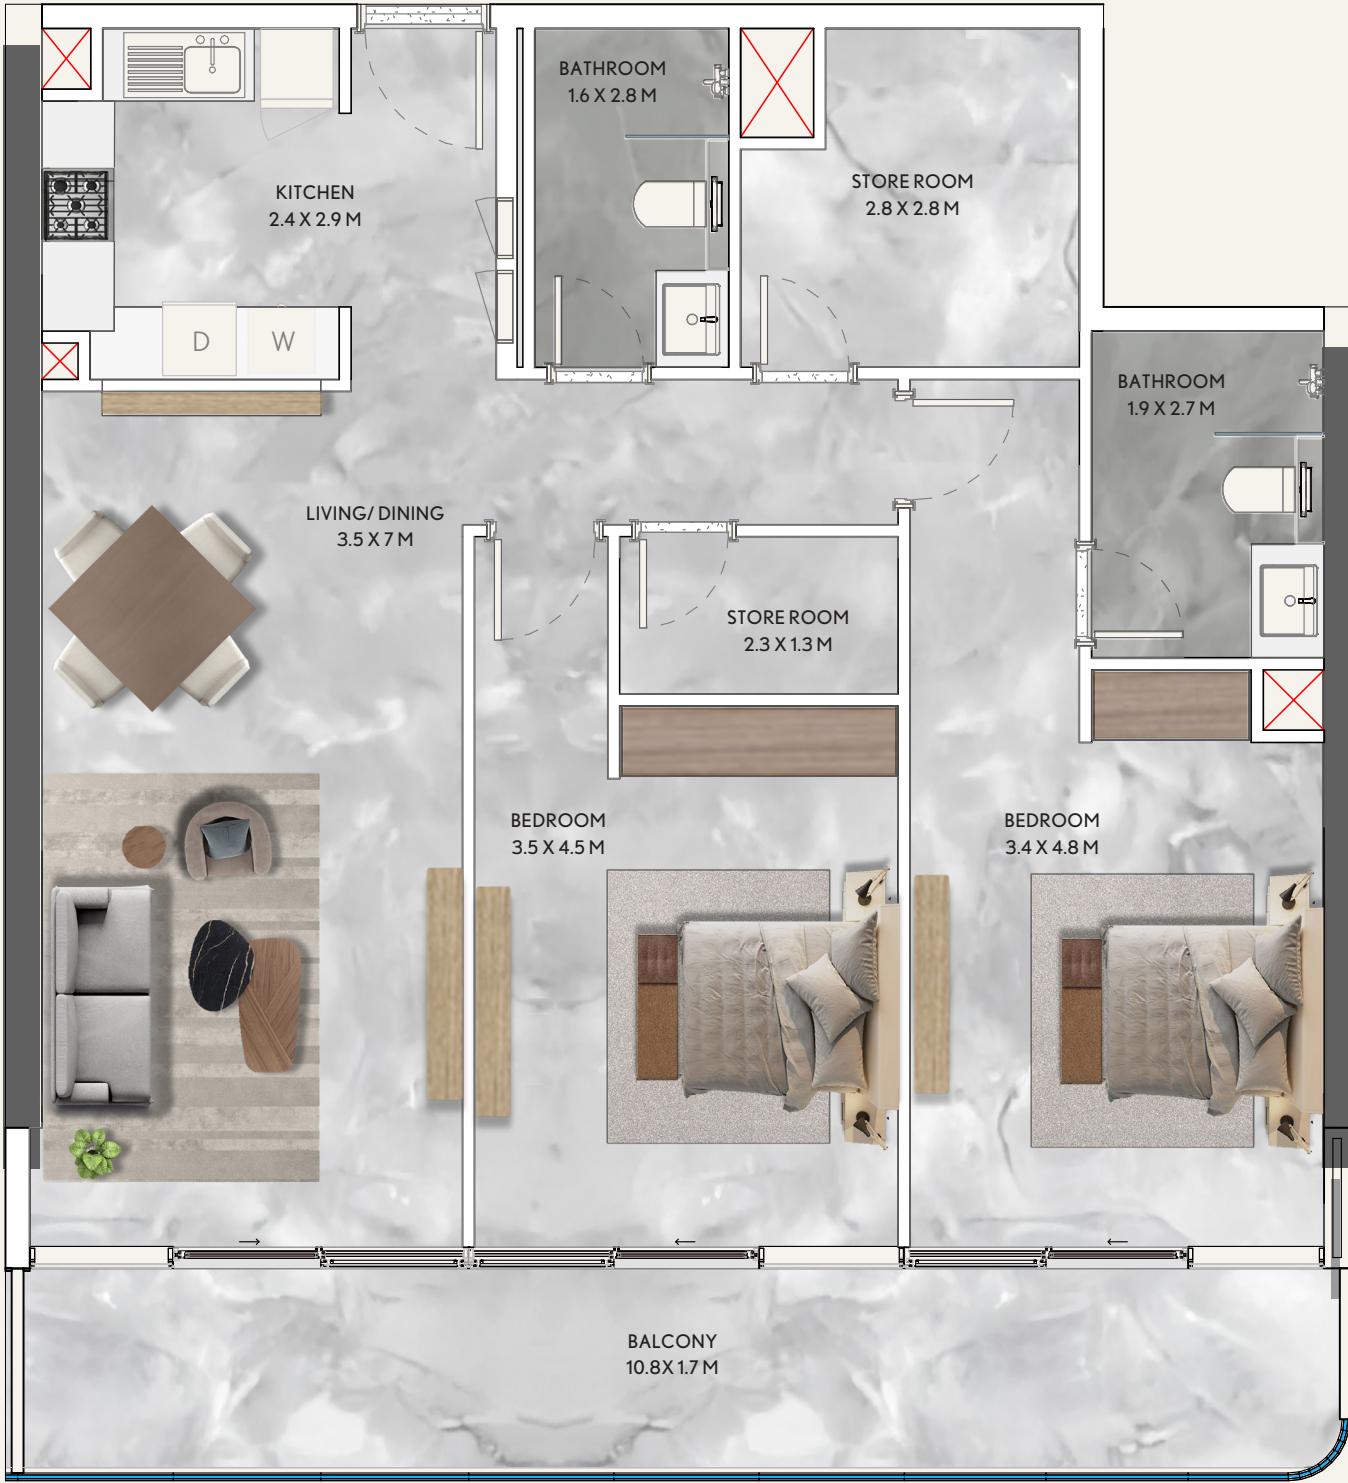 BATHROOM
1.6 X 2.8 M
STORE ROOM
2.8 X 2.8 M
KITCHEN
2.4 X 2.9 M
D
W
BATHROOM
1.9 X 2.7 M
LIVING/ DINING
3.5 X 7 M
STORE ROOM
2.3 X 1.3 M
BEDROOM
3.5 X 4.5 M
BEDROOM
3.4 X 4.8 M
BALCONY
10.8X 1.7 M